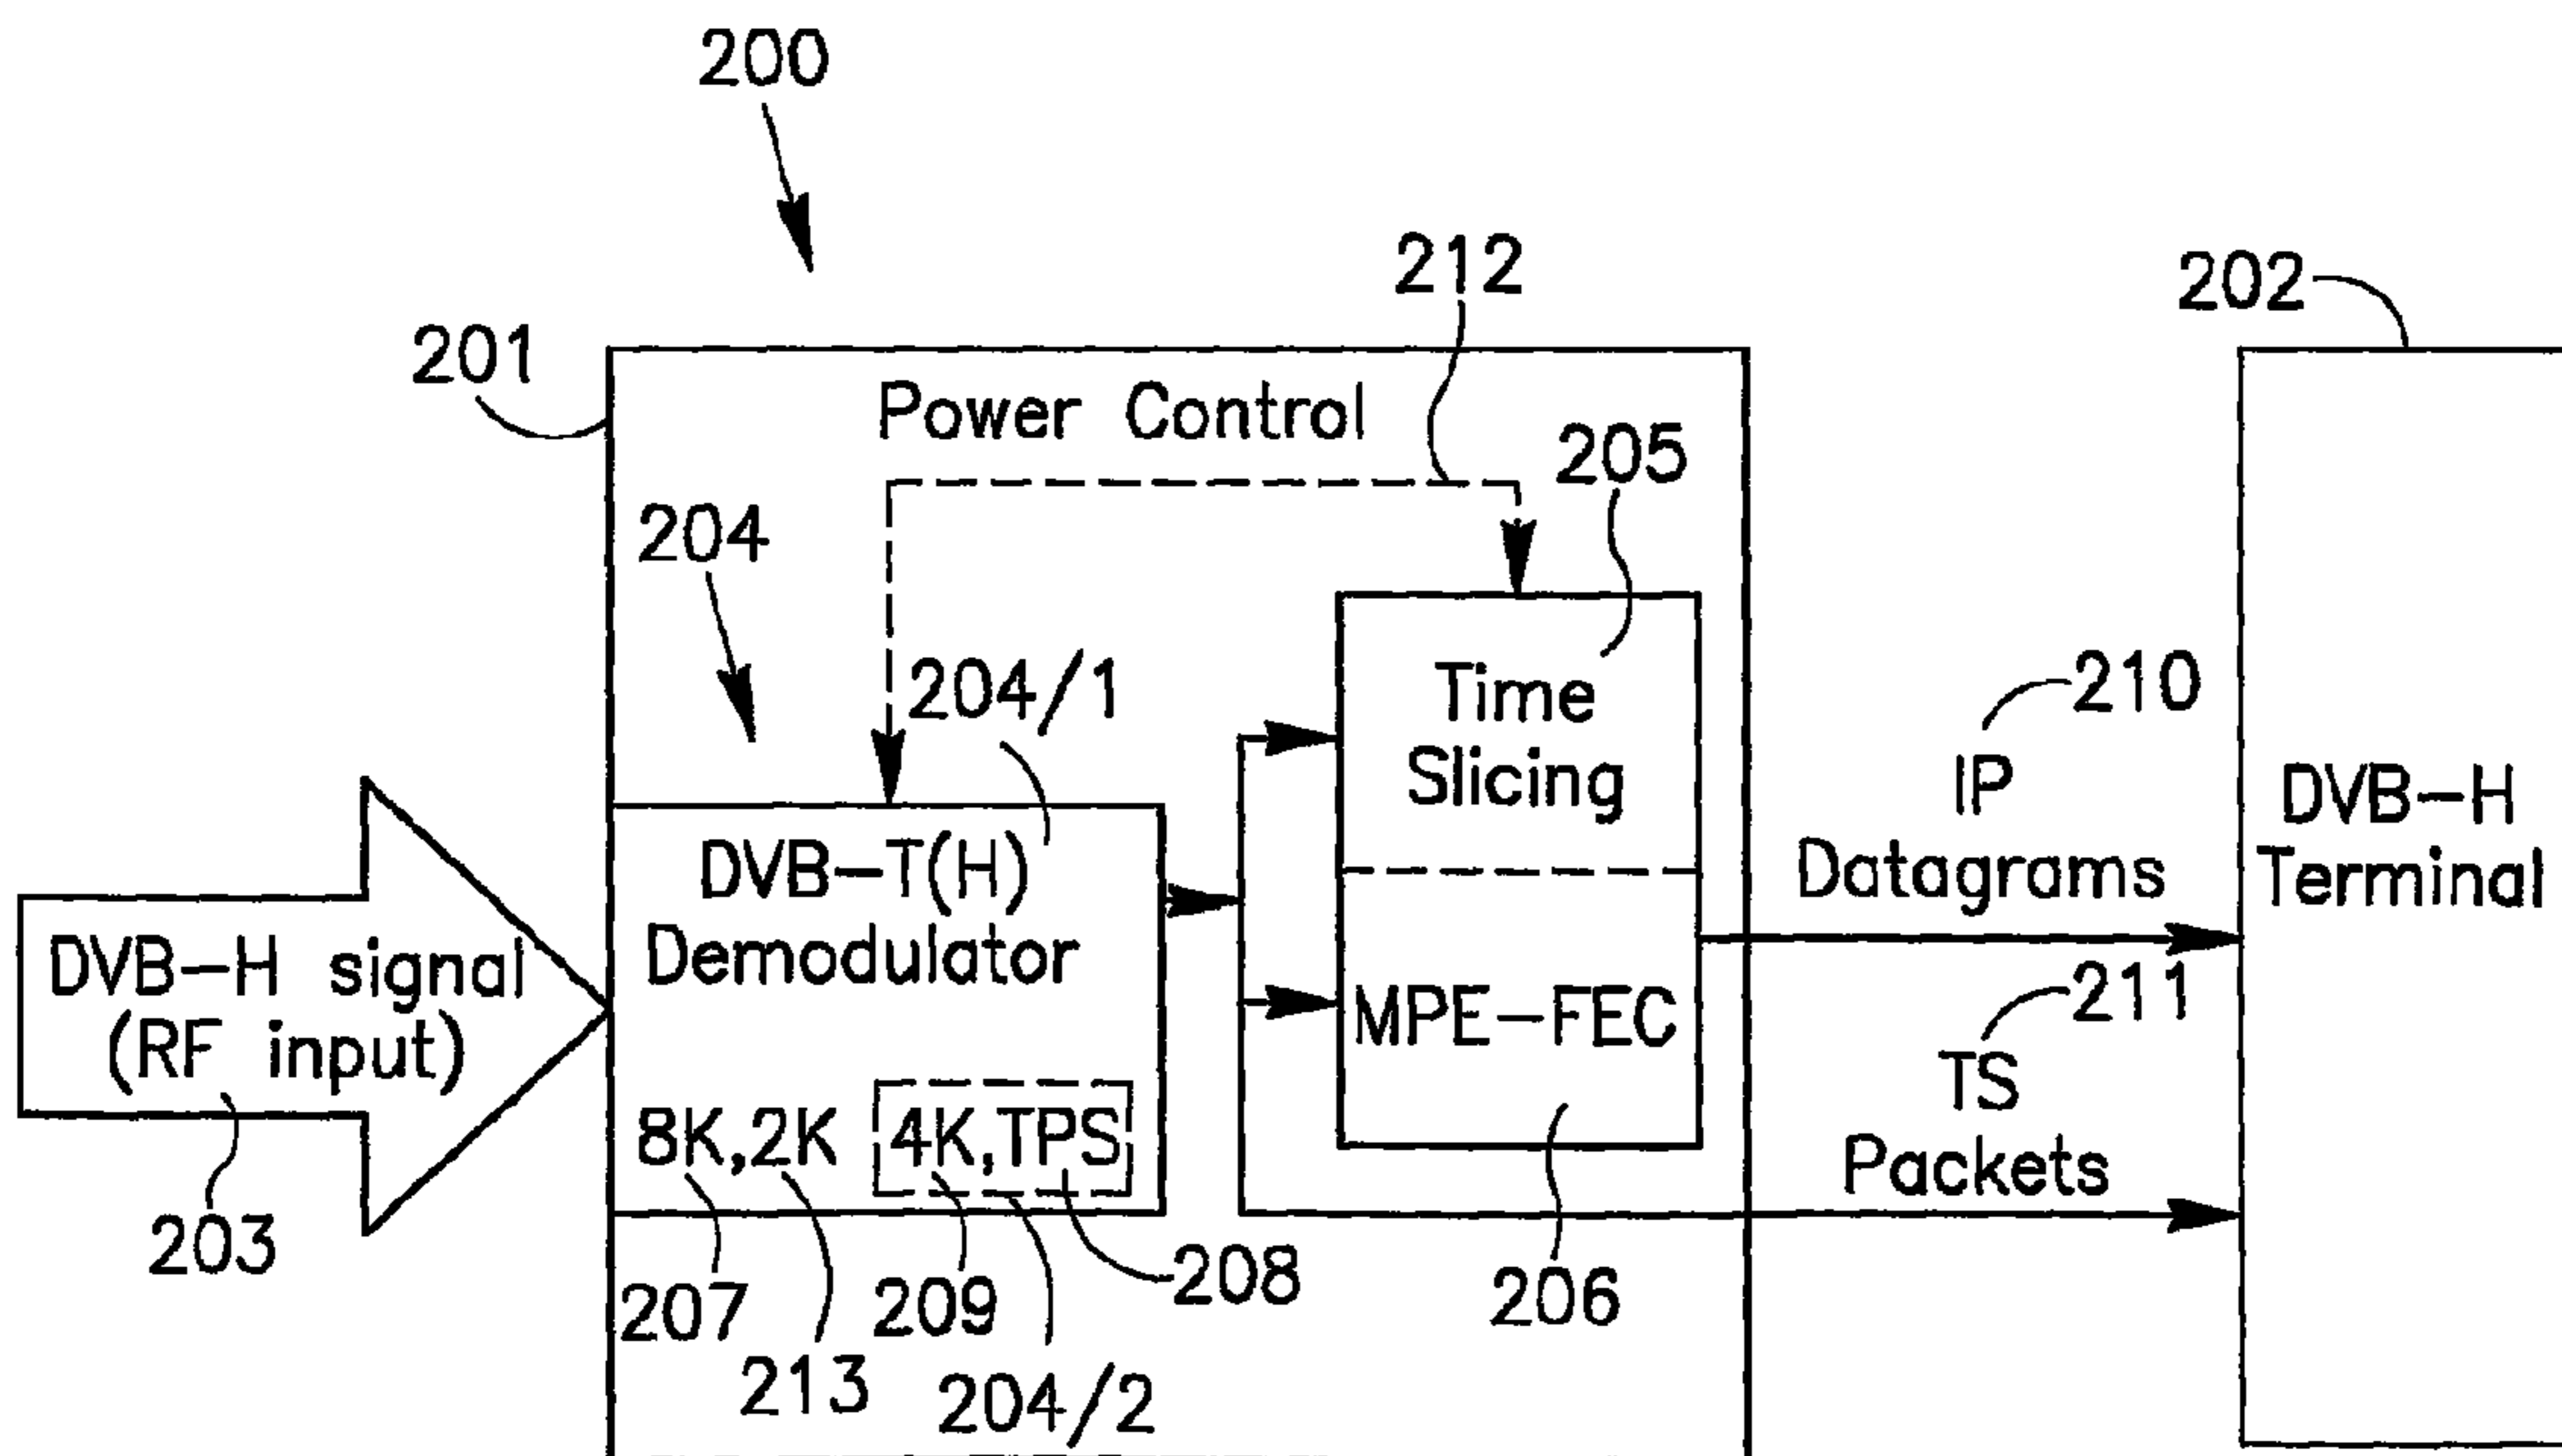 200
212
202
201
Power Control
205
204
204/1
Time
Slicing
210
IP
Datagrams
DVB-H
Terminal
DVB-T(H)
Demodulator
DVB-H signal
(RF input)
MPE-FEC
211
TS
Packets
8K,2K
4K,TPS
203
207
213
209
204/2
208
206